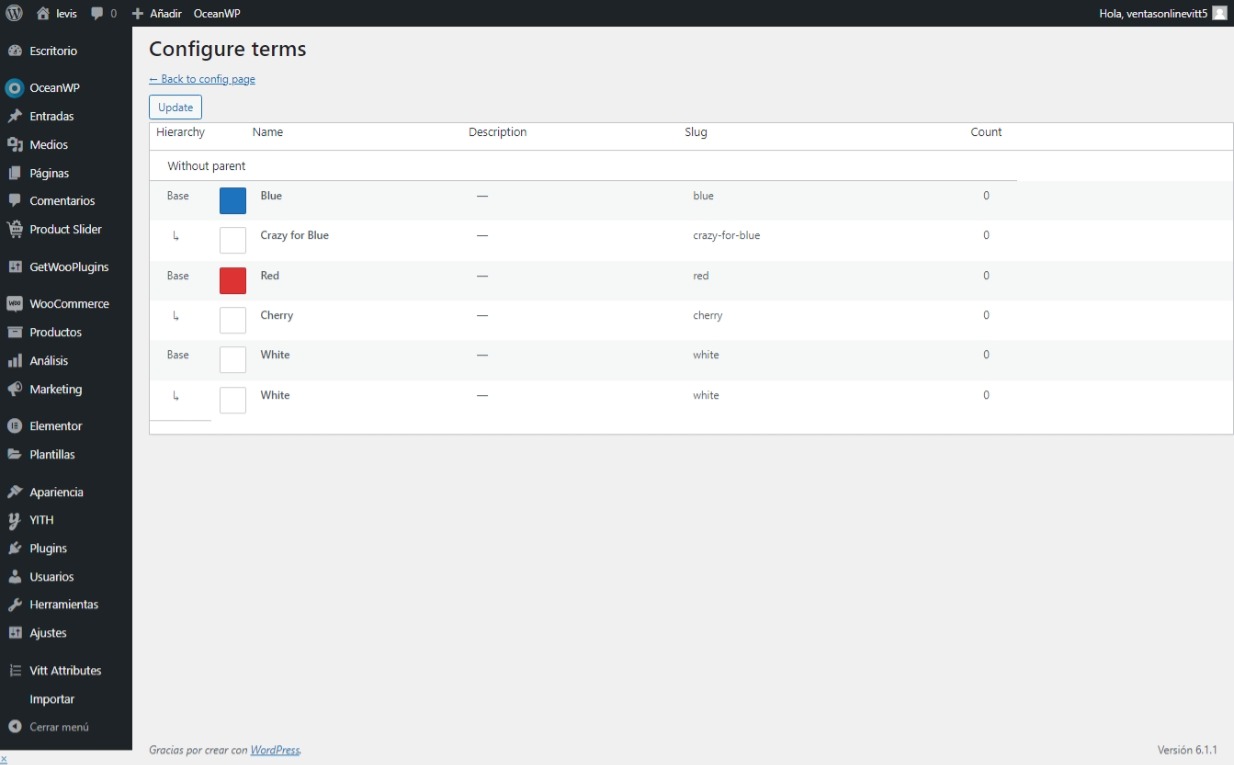 levis 0 Añadir OceanWP Hola, ventasonlinevitt5
Escritorio
OceanWP
Entradas
Medios
Páginas
Comentarios
Product Slider
GetWooPlugins
WooCommerce
Productos
Análisis
Marketing
Elementor
Plantillas
Apariencia
YITH
Plugins
Usuarios
Herramientas
Ajustes
Vitt Attributes
Importar
Cerrar menú
x
Configure terms
← Back to config page
Update
Hierarchy Name Description Slug Count
Without parent
Base Blue — blue 0
↳ Crazy for Blue — crazy-for-blue 0
Base Red — red 0
↳ Cherry — cherry 0
Base White — white 0
↳ White — white 0
Gracias por crear con WordPress. Versión 6.1.1